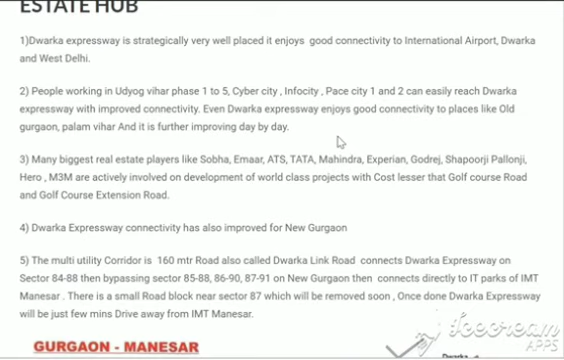 ESTATE HUB
1)Dwarka expressway is strategically very well placed it enjoys  good connectivity to International Airport, Dwarka
and West Delhi.
2) People working in Udyog vihar phase 1 to 5, Cyber city , Infocity , Pace city 1 and 2 can easily reach Dwarka
expressway with improved connectivity. Even Dwarka expressway enjoys good connectivity to places like Old
gurgaon, palam vihar And it is further improving day by day.
3) Many biggest real estate players like Sobha, Emaar, ATS, TATA, Mahindra, Experian, Godrej, Shapoorji Pallonji,
Hero , M3M are actively involved on development of world class projects with Cost lesser that Golf course Road
and Golf Course Extension Road.
4) Dwarka Expressway connectivity has also improved for New Gurgaon
5) The multi utility Corridor is  160 mtr Road also called Dwarka Link Road  connects Dwarka Expressway on
Sector 84-88 then bypassing sector 85-88, 86-90, 87-91 on New Gurgaon then  connects directly to IT parks of IMT
Manesar . There is a small Road block near sector 87 which will be removed soon , Once done Dwarka Expressway
will be just few mins Drive away from IMT Manesar.
GURGAON - MANESAR
Icecream
APPS